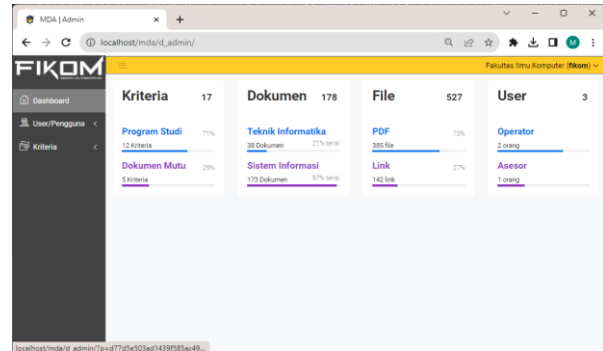 MDA | Admin
localhost/mda/d_admin/
M
FIKOM
Fakultas Ilmu Komputer (fikom)
Dashboard
User/Pengguna
Kriteria
Kriteria 17
Program Studi 71%
12 Kriteria
Dokumen Mutu 29%
5 Kriteria
Dokumen 178
Teknik Informatika
38 Dokumen 21% terisi
Sistem Informasi
173 Dokumen 97% terisi
File 527
PDF 73%
385 file
Link 27%
142 link
User 3
Operator
2 orang
Asesor
1 orang
localhost/mda/d_admin/?p=d77d5e503ad1439f585ac49...